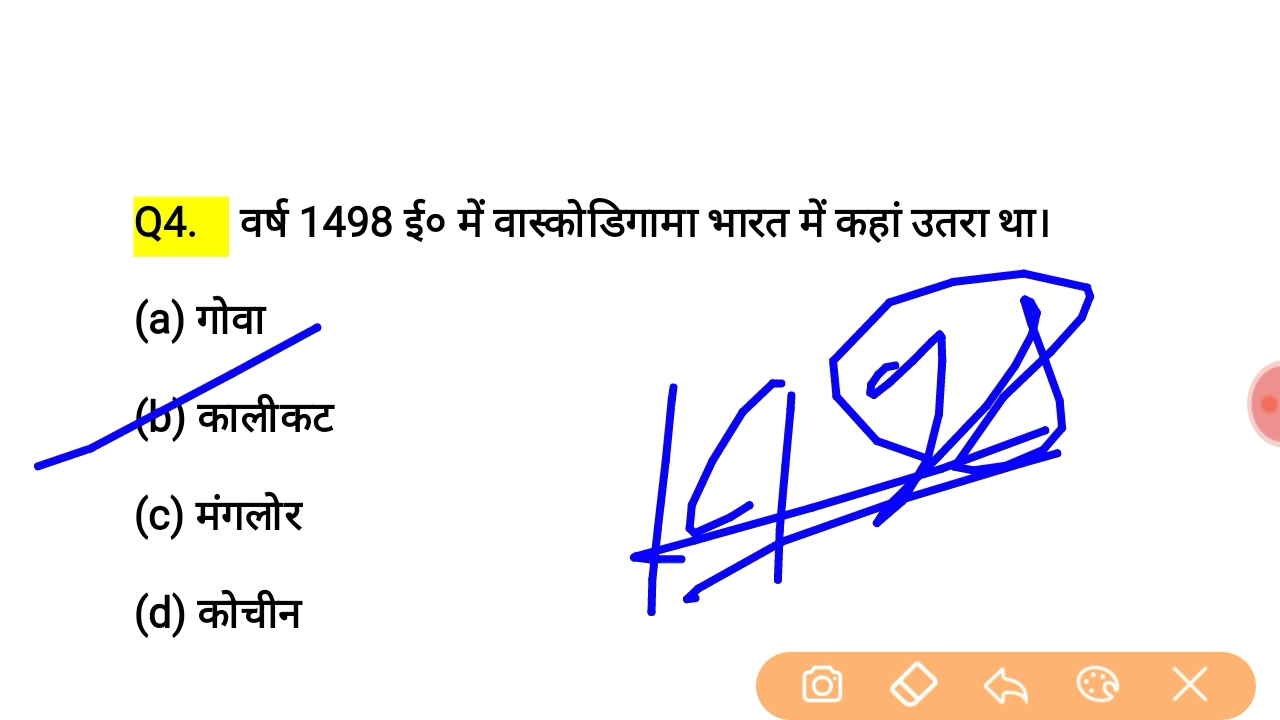 Q4. वर्ष 1498 ई० में वास्कोडिगामा भारत में कहां उतरा था।
(a) गोवा
(b) कालीकट
(c) मंगलोर
(d) कोचीन
1498